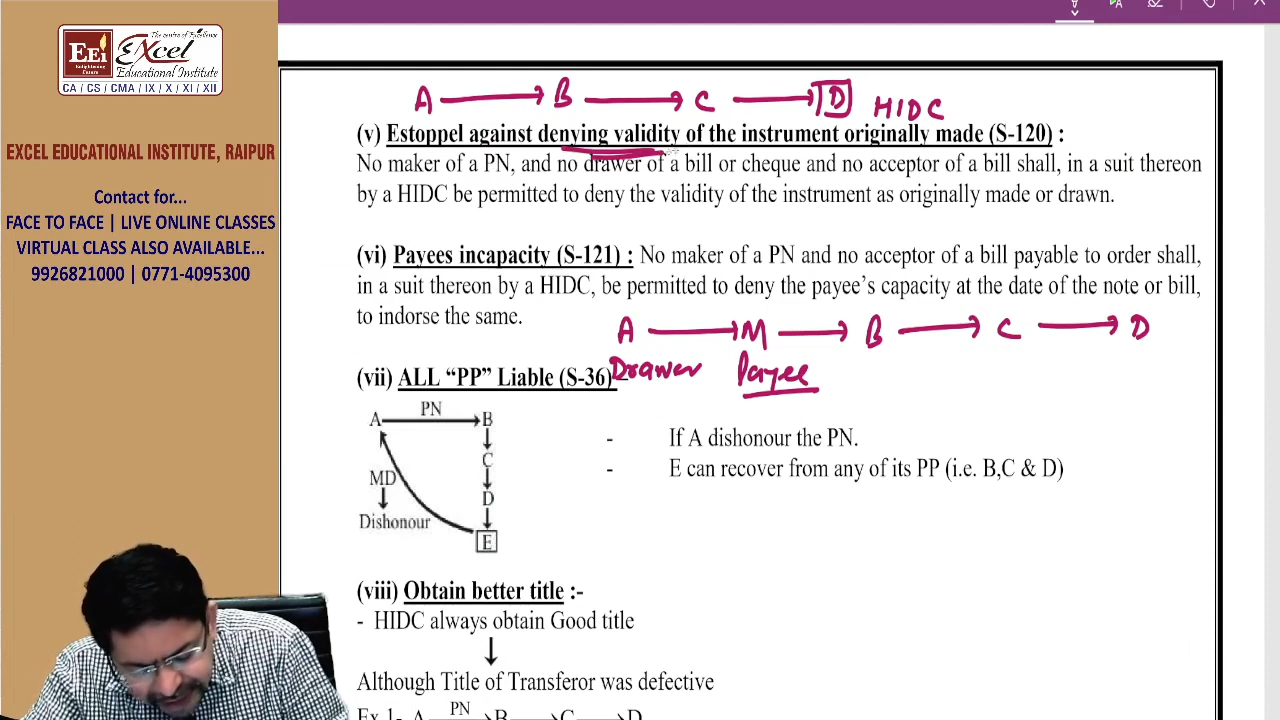 The centre of Excellence
EEi
Excel
Enlightening
Educational Institute
CA / CS / CMA / IX / X / XI / XII
EXCEL EDUCATIONAL INSTITUTE, RAIPUR
Contact for...
FACE TO FACE | LIVE ONLINE CLASSES
VIRTUAL CLASS ALSO AVAILABLE...
9926821000 | 0771-4095300
A → B → C → D HIDC
(v) Estoppel against denying validity of the instrument originally made (S-120) :
No maker of a PN, and no drawer of a bill or cheque and no acceptor of a bill shall, in a suit thereon
by a HIDC be permitted to deny the validity of the instrument as originally made or drawn.
(vi) Payees incapacity (S-121) : No maker of a PN and no acceptor of a bill payable to order shall,
in a suit thereon by a HIDC, be permitted to deny the payee's capacity at the date of the note or bill,
to indorse the same.
A → M → B → C → D
Drawer Payee
(vii) ALL “PP” Liable (S-36) -
PN
A B
C
MD
D
Dishonour
E
- If A dishonour the PN.
- E can recover from any of its PP (i.e. B,C & D)
(viii) Obtain better title :-
- HIDC always obtain Good title
↓
Although Title of Transferor was defective
Ex.1- A PN→ B → C → D